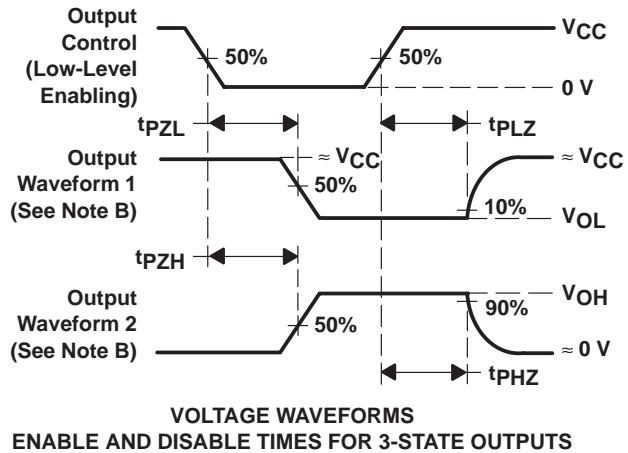 Output
Control
(Low-Level
Enabling)
50%
50%
VCC
0 V
tPZL
tPLZ
Output
Waveform 1
(See Note B)
≈ VCC
50%
≈ VCC
10%
VOL
tPZH
Output
Waveform 2
(See Note B)
50%
VOH
90%
≈ 0 V
tPHZ
VOLTAGE WAVEFORMS
ENABLE AND DISABLE TIMES FOR 3-STATE OUTPUTS